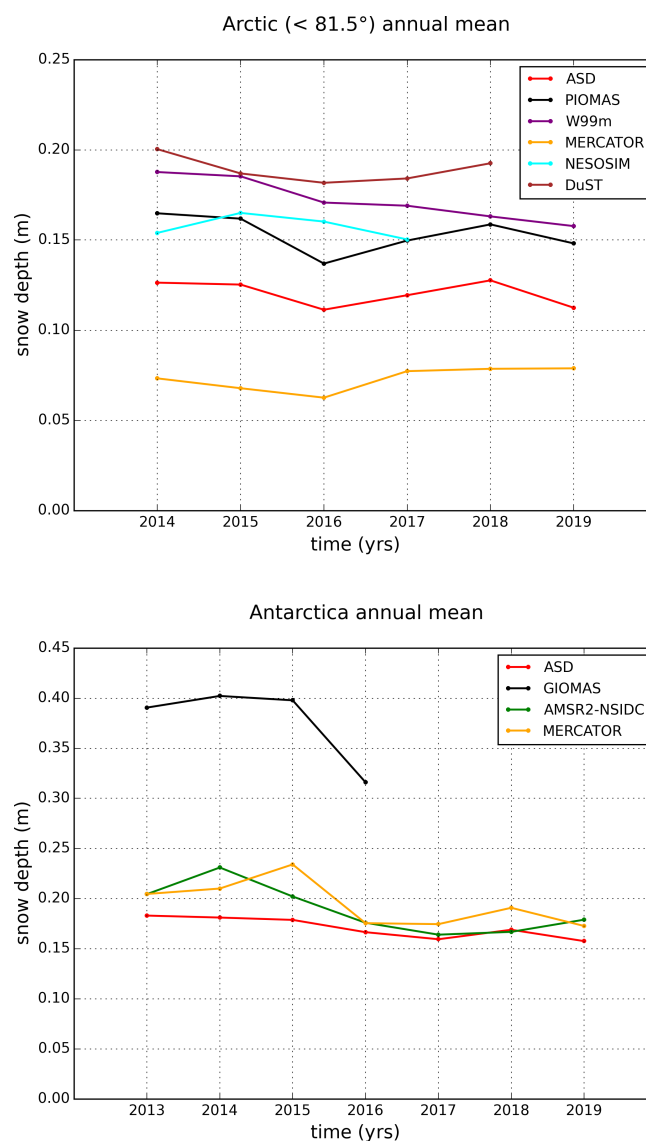 Arctic (< 81.5°) annual mean
0.25
0.20
0.15
0.10
0.05
0.00
snow depth (m)
ASD
PIOMAS
W99m
MERCATOR
NESOSIM
DuST
2014 2015 2016 2017 2018 2019
time (yrs)
Antarctica annual mean
0.45
0.40
0.35
0.30
0.25
0.20
0.15
0.10
0.05
0.00
snow depth (m)
ASD
GIOMAS
AMSR2-NSIDC
MERCATOR
2013 2014 2015 2016 2017 2018 2019
time (yrs)